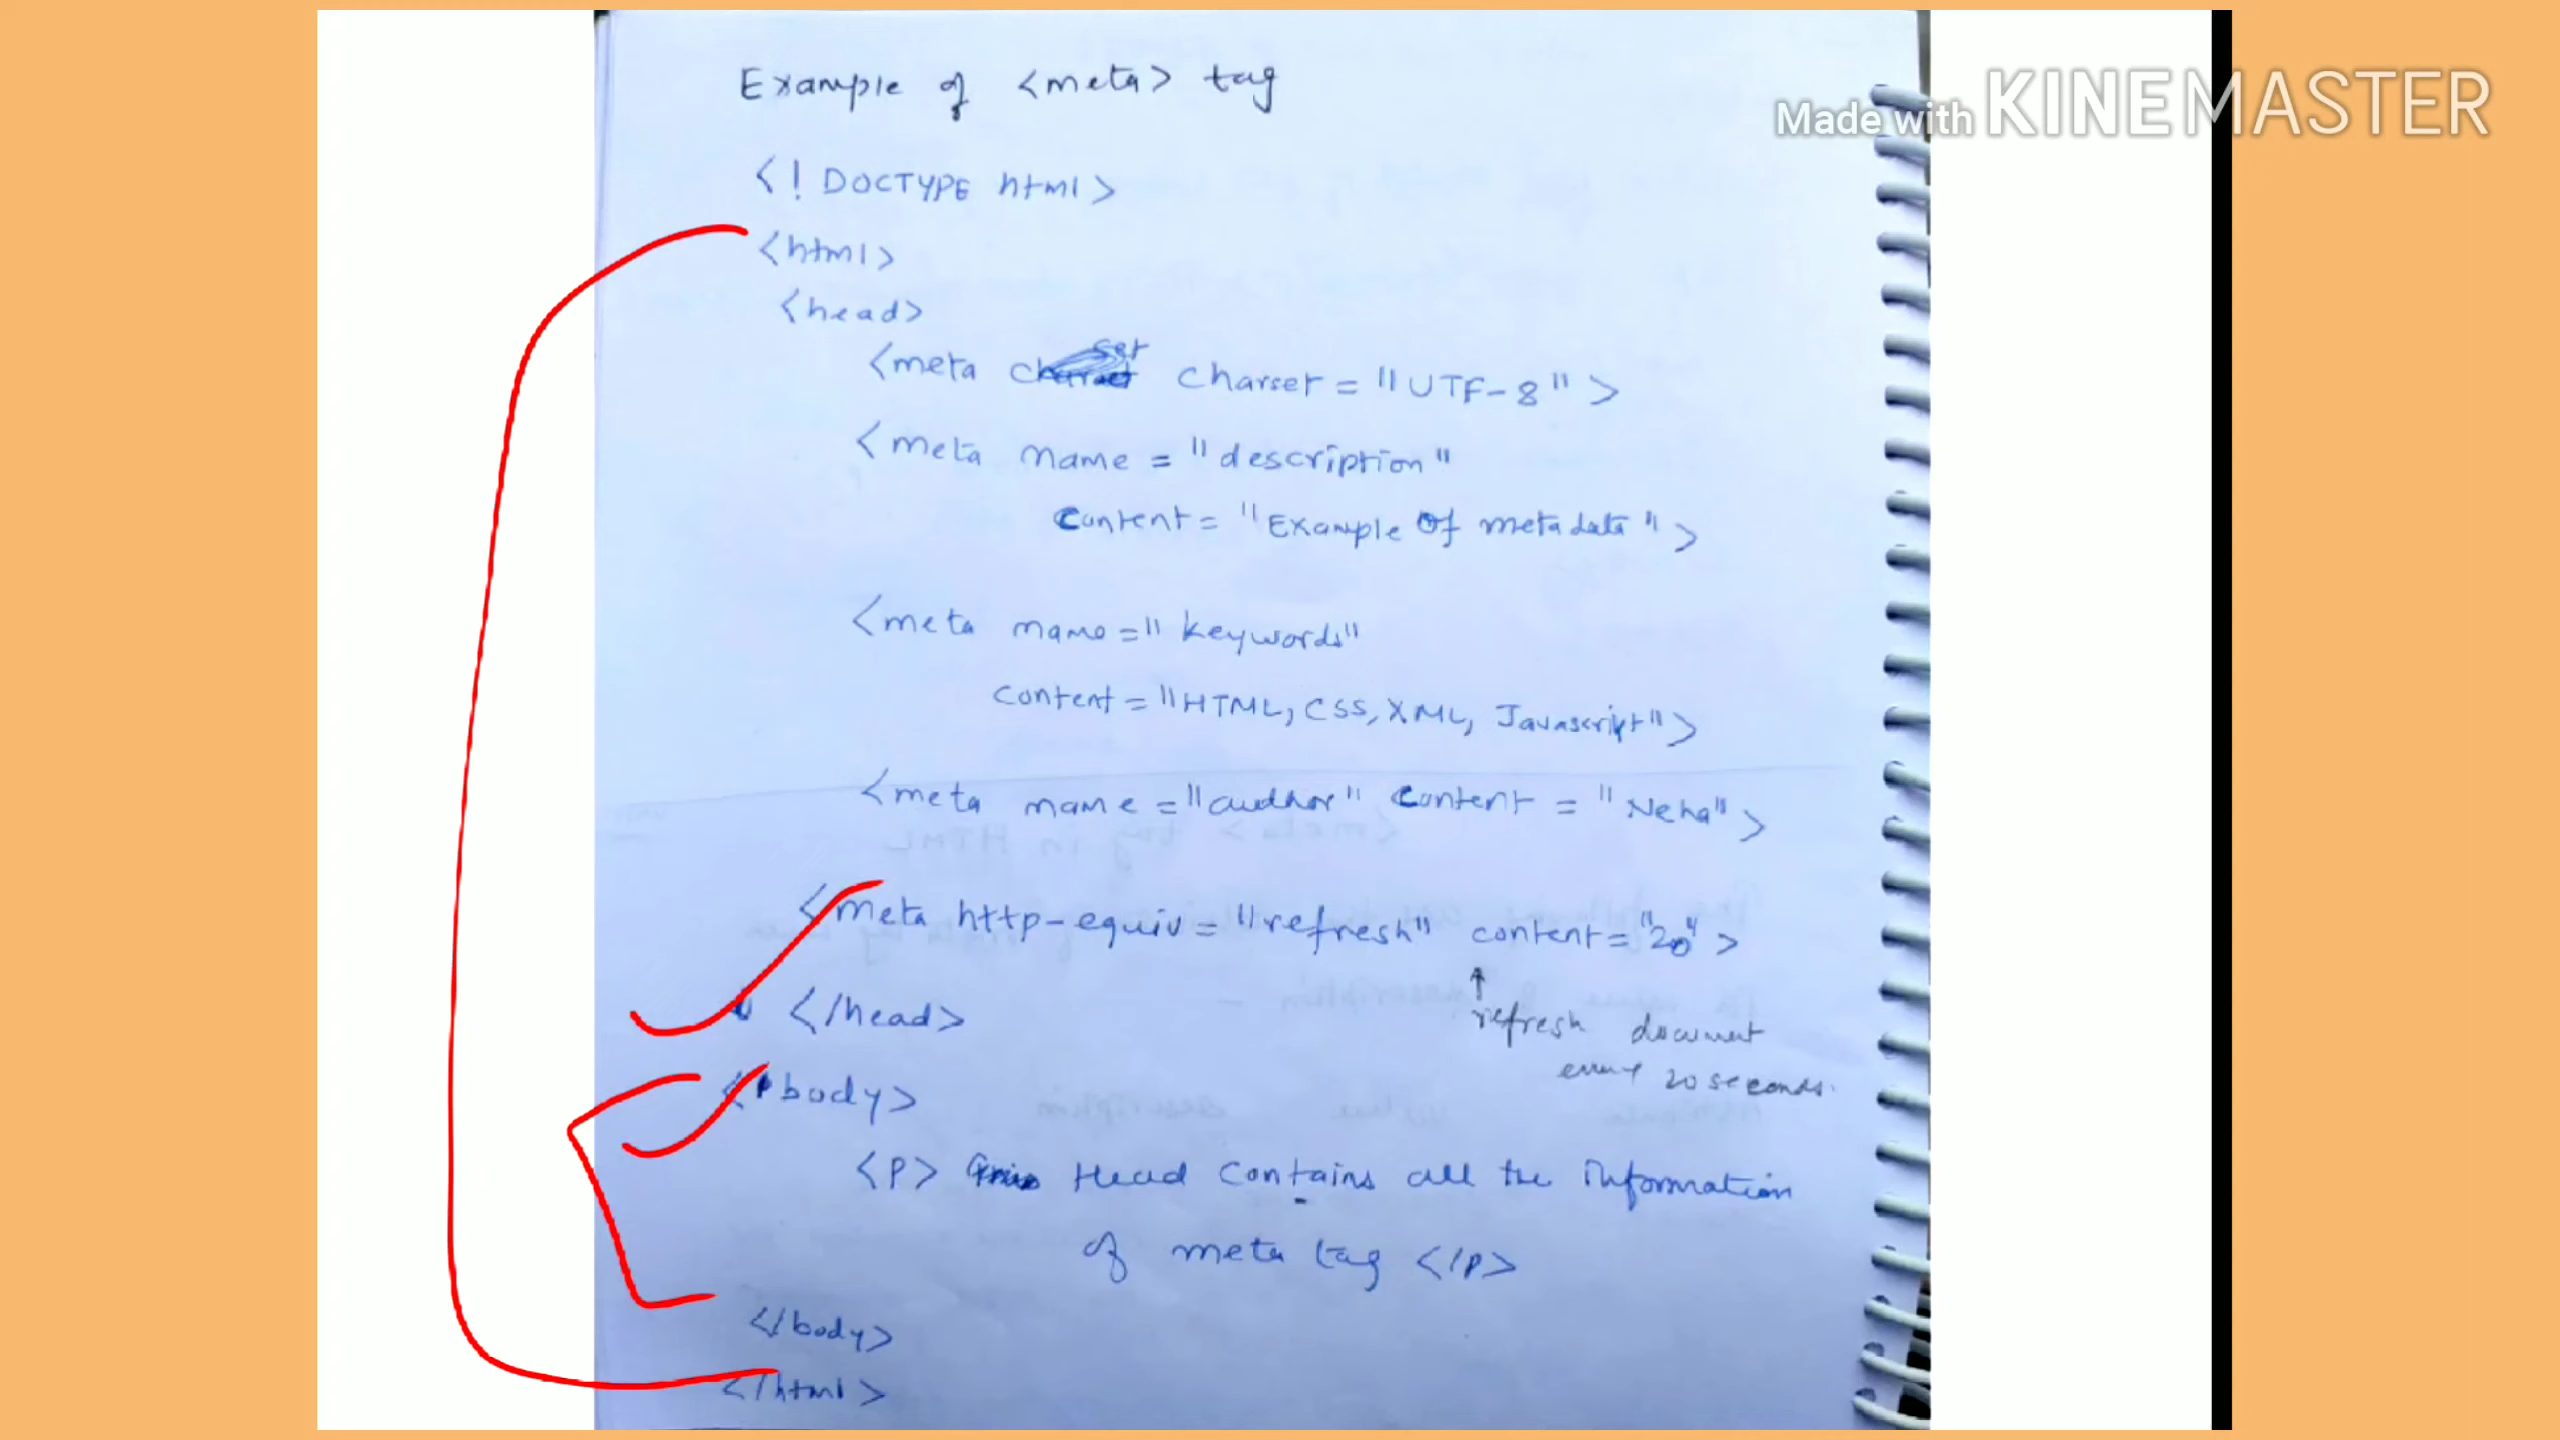 Example of <meta> tag
Made with KINEMASTER
<! DOCTYPE html>
<html>
<head>
<meta charset = "UTF-8">
<meta name = "description"
content = "Example Of metadata">
<meta name = "keywords"
content = "HTML, CSS, XML, Javascript">
<meta name = "author" content = "Neha">
<meta http-equiv = "refresh" content = "20">
</head>
refresh document
every 20 seconds.
<body>
<P> Head Contains all the Information
of meta tag </P>
</body>
</html>